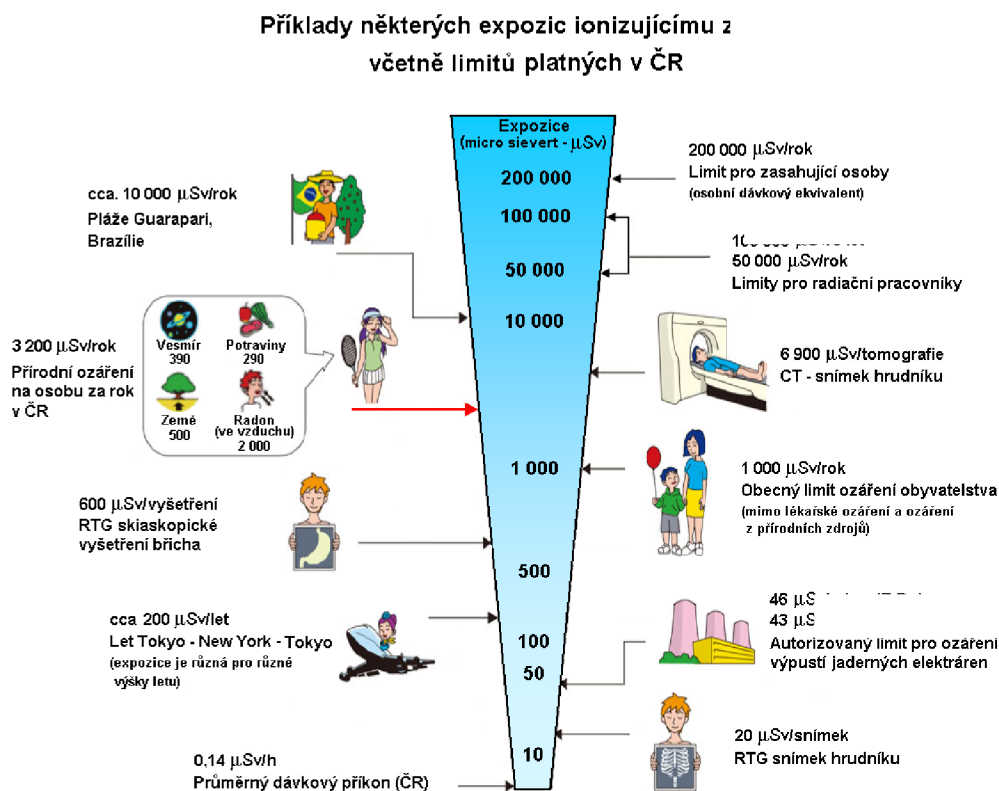 Příklady některých expozic ionizujícímu
včetně limitů platných v ČR
Expozice
(micro sievert - µSv)
200 000
100 000
50 000
10 000
1 000
500
100
50
10
cca. 10 000 µSv/rok
Pláže Guarapari,
Brazílie
3 200 µSv/rok
Přírodní ozáření
na osobu za rok
v ČR
Vesmír
390
Potraviny
290
Země
500
Radon
(ve vzduchu)
2 000
600 µSv/vyšetření
RTG skiaskopické
vyšetření břicha
cca 200 µSv/let
Let Tokyo - New York - Tokyo
(expozice je různá pro různé
výšky letu)
0,14 µSv/h
Průměrný dávkový příkon (ČR)
200 000 µSv/rok
Limit pro zasahující osoby
(osobní dávkový ekvivalent)
50 000 µSv/rok
Limity pro radiační pracovníky
6 900 µSv/tomografie
CT - snímek hrudníku
1 000 µSv/rok
Obecný limit ozáření obyvatelstva
(mimo lékařské ozáření a ozáření
z přírodních zdrojů)
46
43
Autorizovaný limit pro ozáření
výpustí jaderných elektráren
20 µSv/snímek
RTG snímek hrudníku